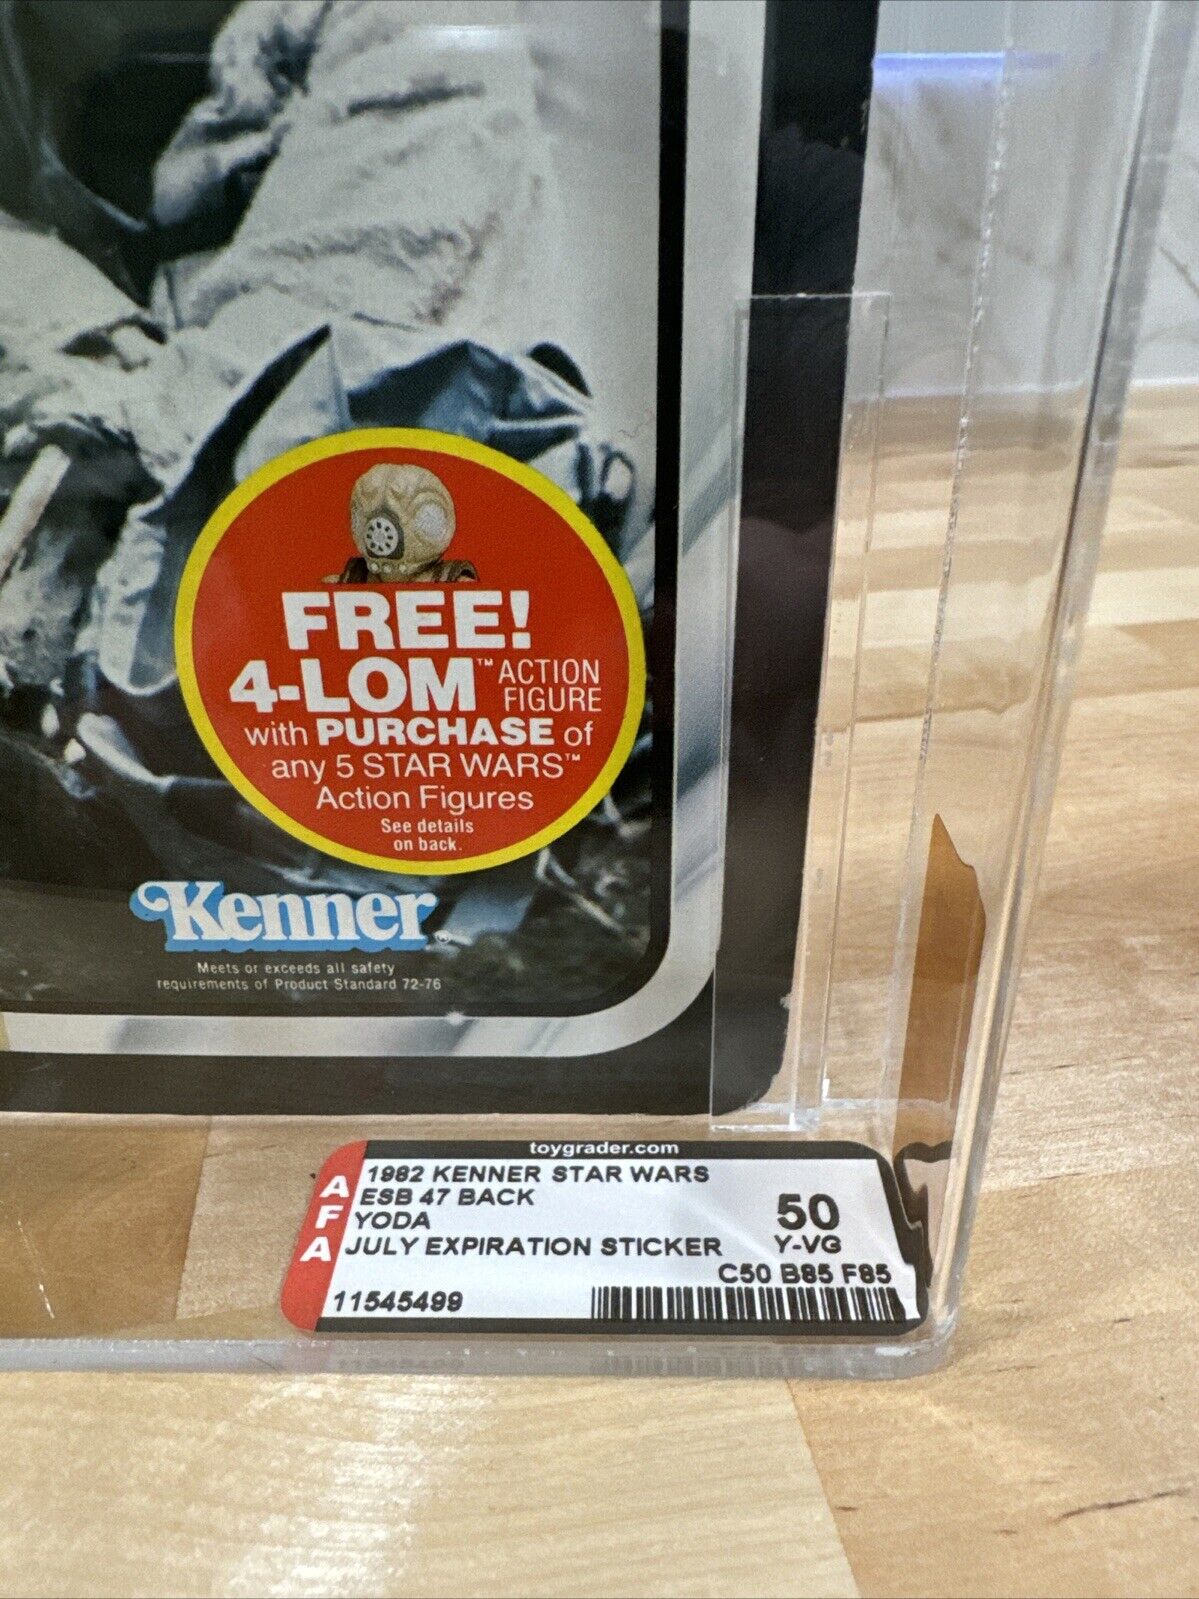 FREE!
4-LOM™ ACTION FIGURE
with PURCHASE of
any 5 STAR WARS™
Action Figures
See details
on back.
Kenner®
Meets or exceeds all safety
requirements of Product Standard 72-76
toygrader.com
AFA
1982 KENNER STAR WARS
ESB 47 BACK
YODA
JULY EXPIRATION STICKER
50
Y-VG
C50 B85 F85
11545499